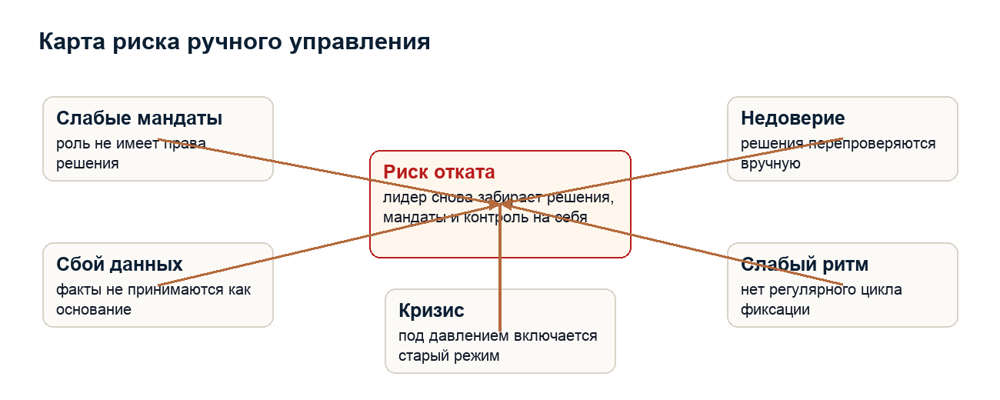 Карта риска ручного управления
Слабые мандаты
роль не имеет права
решения
Недоверие
решения перепроверяются
вручную
Риск отката
лидер снова забирает решения,
мандаты и контроль на себя
Сбой данных
факты не принимаются как
основание
Слабый ритм
нет регулярного цикла
фиксации
Кризис
под давлением включается
старый режим